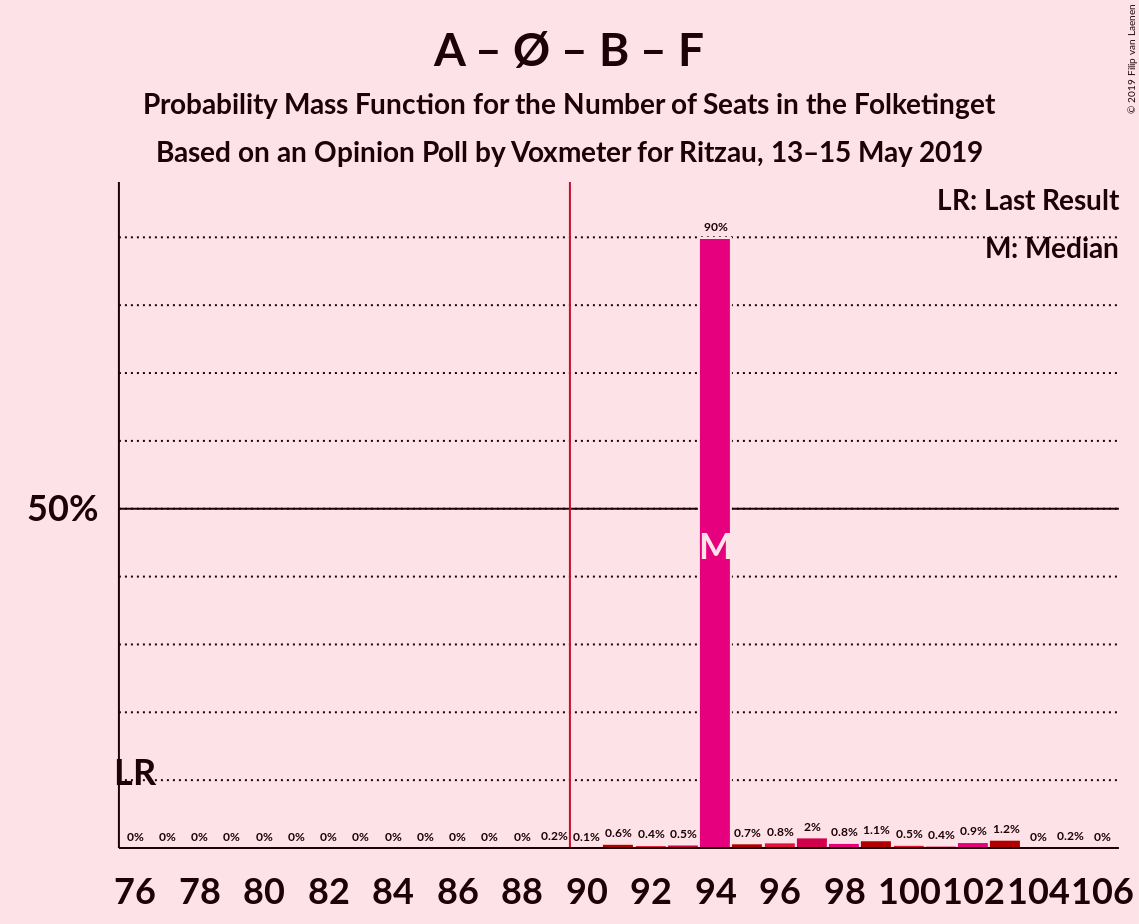 A – Ø – B – F
Probability Mass Function for the Number of Seats in the Folketinget
Based on an Opinion Poll by Voxmeter for Ritzau, 13–15 May 2019
© 2019 Filip van Laenen
LR: Last Result
M: Median
90%
50%
M
LR
0% 0% 0% 0% 0% 0% 0% 0% 0% 0% 0% 0% 0% 0.2% 0.1% 0.6% 0.4% 0.5% 0.7% 0.8% 2% 0.8% 1.1% 0.5% 0.4% 0.9% 1.2% 0% 0.2% 0%
76 78 80 82 84 86 88 90 92 94 96 98 100 102 104 106